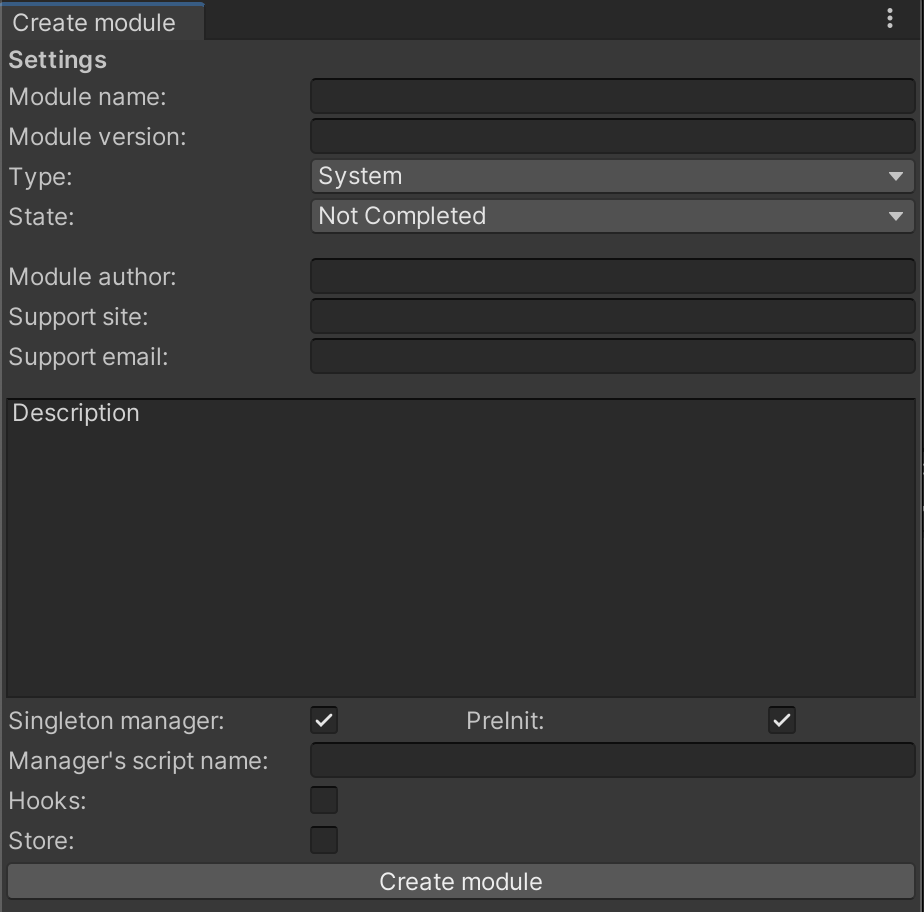 Create module
Settings
Module name:
Module version:
Type: System
State: Not Completed
Module author:
Support site:
Support email:
Description
Singleton manager: PreInit:
Manager's script name:
Hooks:
Store:
Create module